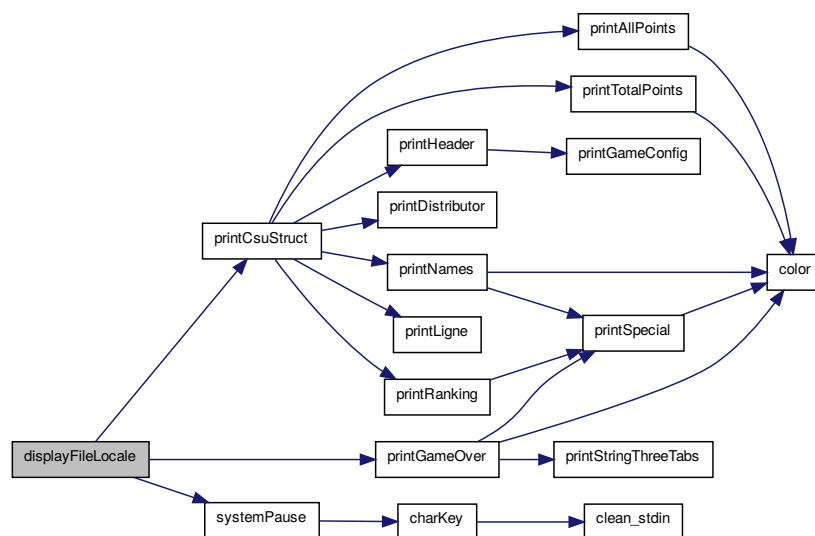 printAllPoints
printTotalPoints
printHeader
printGameConfig
printDistributor
printCsuStruct
printNames
color
printLigne
printSpecial
printRanking
displayFileLocale
printGameOver
printStringThreeTabs
systemPause
charKey
clean_stdin